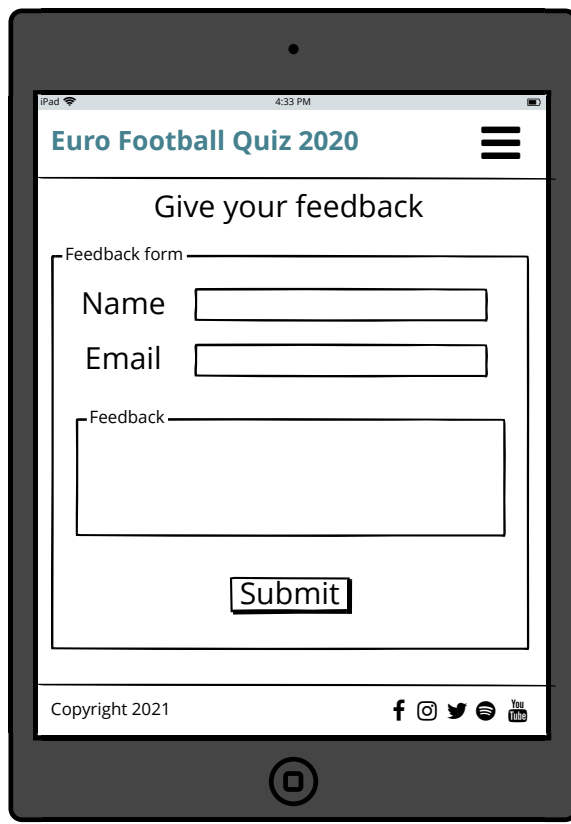 iPad
4:33 PM
Euro Football Quiz 2020
Give your feedback
Feedback form
Name
Email
Feedback
Submit
Copyright 2021
You
Tube